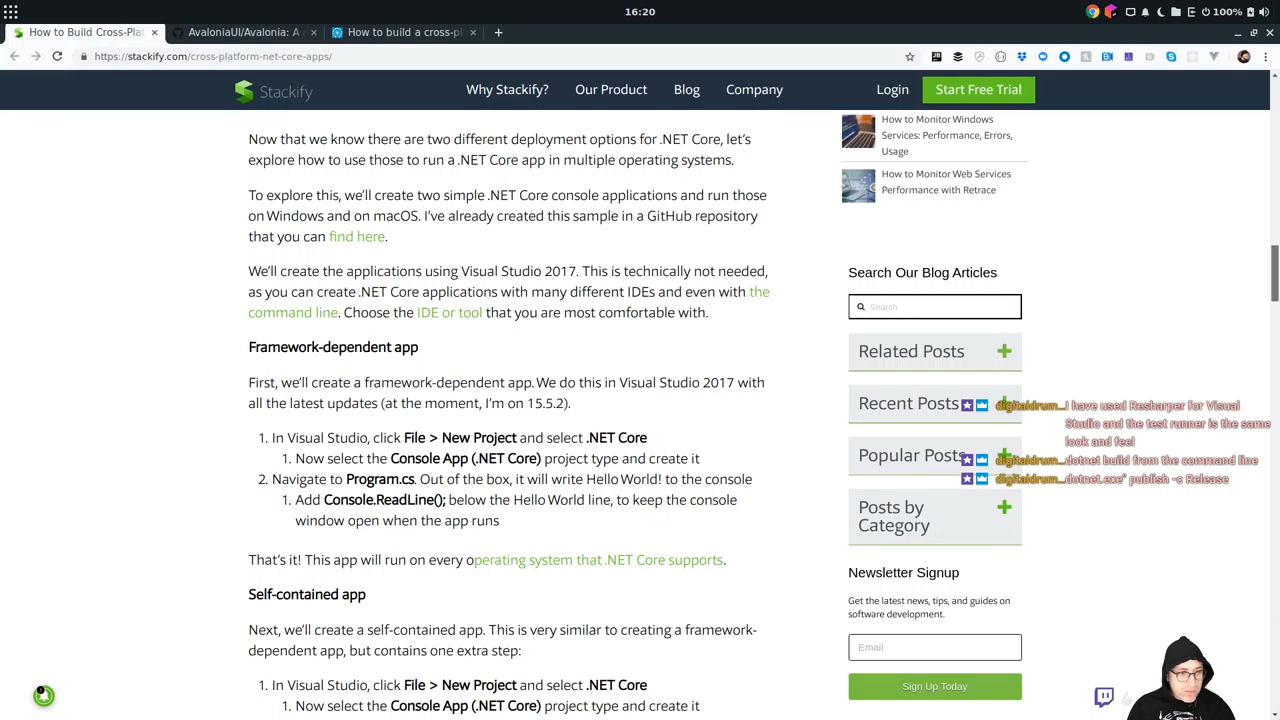 16:20
100%
How to Build Cross-Plat
AvaloniaUI/Avalonia: A
How to build a cross-pl
https://stackify.com/cross-platform-net-core-apps/
Stackify
Why Stackify?
Our Product
Blog
Company
Login
Start Free Trial
Now that we know there are two different deployment options for .NET Core, let's
explore how to use those to run a .NET Core app in multiple operating systems.
To explore this, we'll create two simple .NET Core console applications and run those
on Windows and on macOS. I've already created this sample in a GitHub repository
that you can find here.
We'll create the applications using Visual Studio 2017. This is technically not needed,
as you can create .NET Core applications with many different IDEs and even with the
command line. Choose the IDE or tool that you are most comfortable with.
Framework-dependent app
First, we'll create a framework-dependent app. We do this in Visual Studio 2017 with
all the latest updates (at the moment, I'm on 15.5.2).
1. In Visual Studio, click File > New Project and select .NET Core
1. Now select the Console App (.NET Core) project type and create it
2. Navigate to Program.cs. Out of the box, it will write Hello World! to the console
1. Add Console.ReadLine(); below the Hello World line, to keep the console
window open when the app runs
That's it! This app will run on every operating system that .NET Core supports.
Self-contained app
Next, we'll create a self-contained app. This is very similar to creating a framework-
dependent app, but contains one extra step:
1. In Visual Studio, click File > New Project and select .NET Core
1. Now select the Console App (.NET Core) project type and create it
How to Monitor Windows
Services: Performance, Errors,
Usage
How to Monitor Web Services
Performance with Retrace
Search Our Blog Articles
Search
Related Posts
Recent Posts
Popular Posts
Posts by
Category
digitaldrum... I have used Resharper for Visual
Studio and the test runner is the same
look and feel
digitaldrum... dotnet build from the command line
digitaldrum... dotnet.exe" publish -c Release
Newsletter Signup
Get the latest news, tips, and guides on
software development.
Email
Sign Up Today